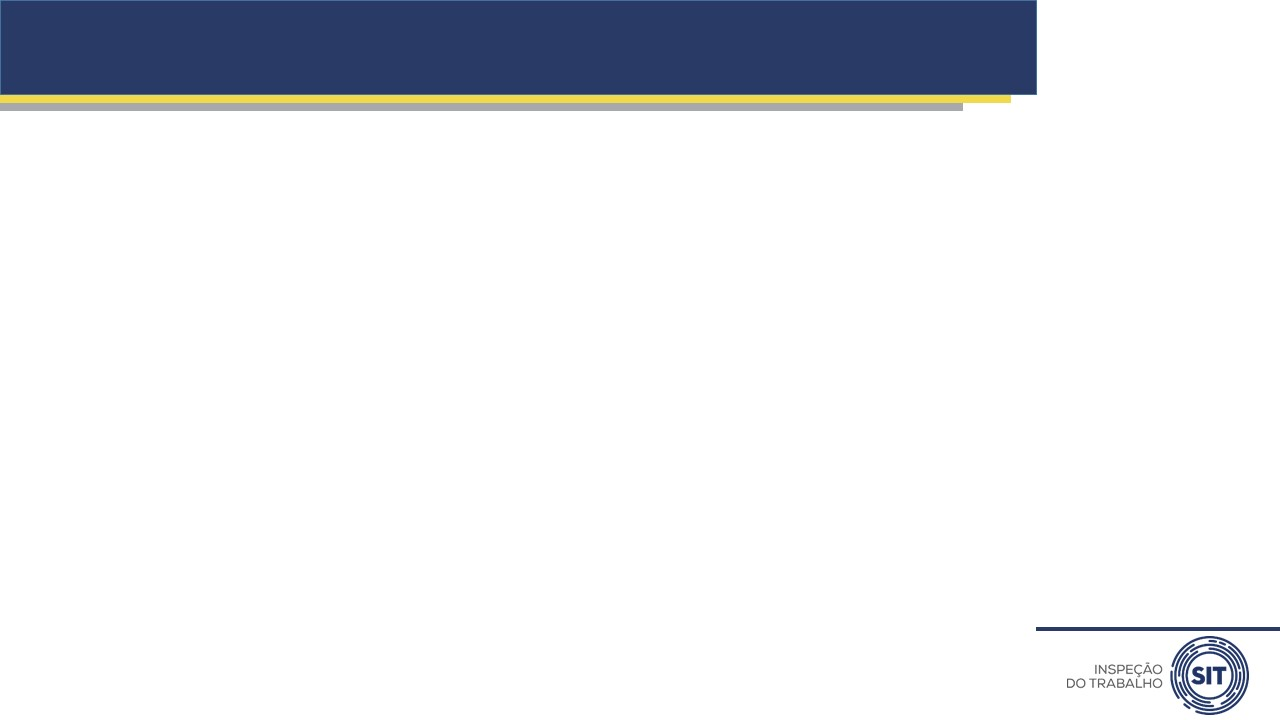 INSPEÇÃO
DO TRABALHO
SIT